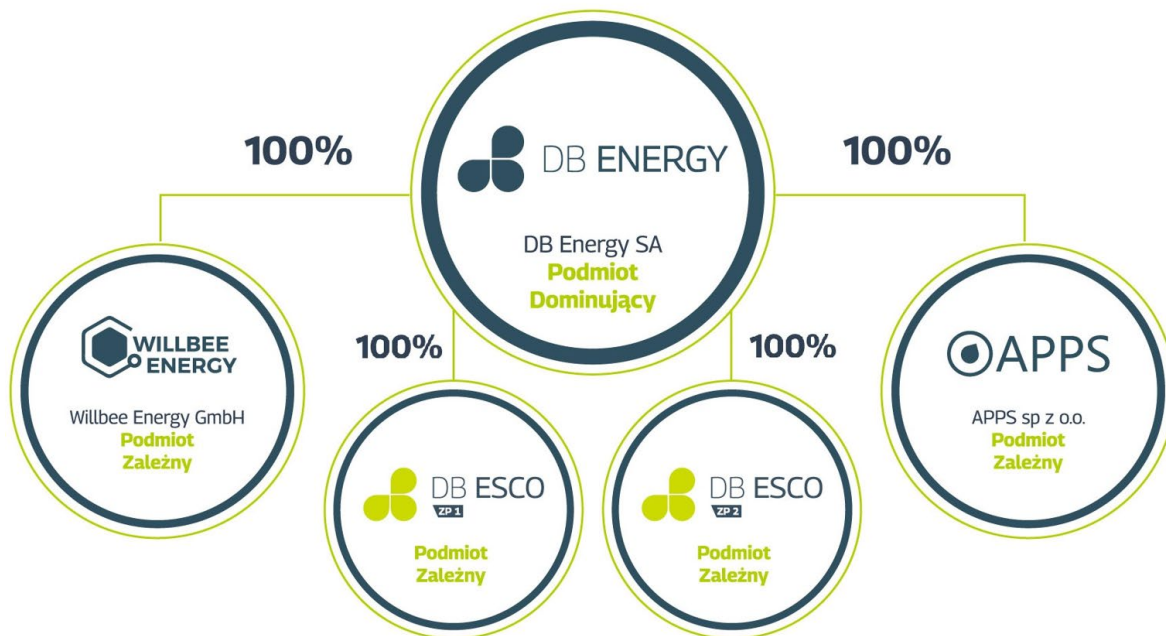 DB ENERGY
100%
100%
DB Energy SA
Podmiot
Dominujący
WILLBEE
ENERGY
Willbee Energy GmbH
Podmiot
Zależny
100%
100%
APPS
APPS sp z o.o.
Podmiot
Zależny
DB ESCO
ZP 1
Podmiot
Zależny
DB ESCO
ZP 2
Podmiot
Zależny